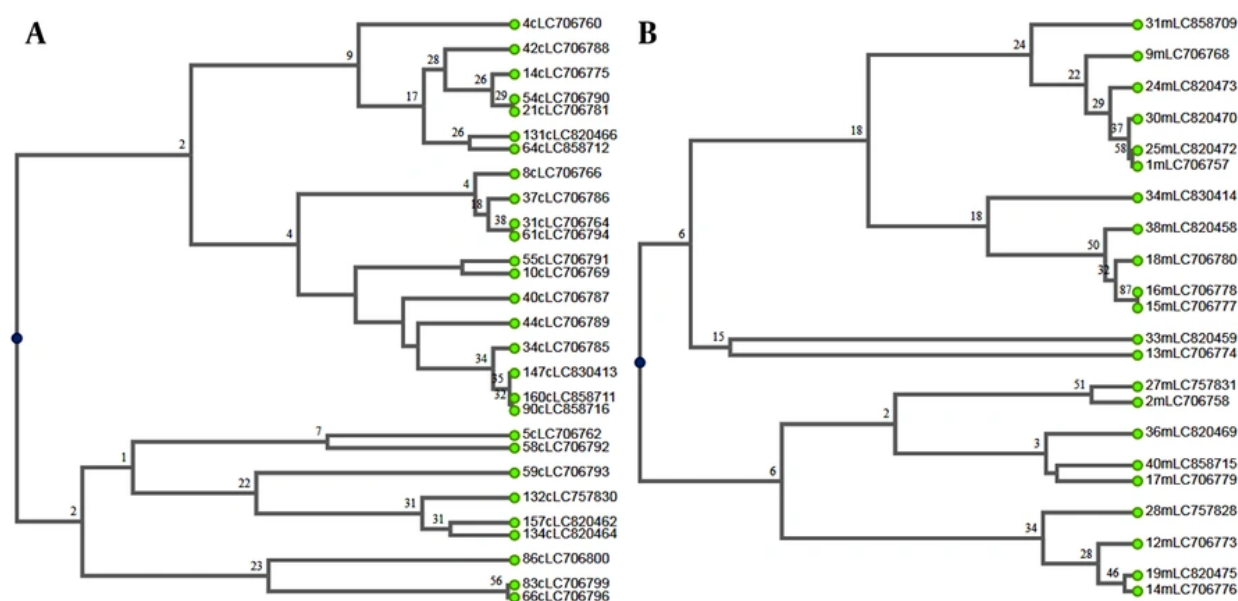 A
4cLC706760
42cLC706788
14cLC706775
54cLC706790
21cLC706781
131cLC820466
64cLC858712
8cLC706766
37cLC706786
31cLC706764
61cLC706794
55cLC706791
10cLC706769
40cLC706787
44cLC706789
34cLC706785
147cLC830413
160cLC858711
90cLC858716
5cLC706762
58cLC706792
59cLC706793
132cLC757830
157cLC820462
134cLC820464
86cLC706800
83cLC706799
66cLC706796
9
28
26
29
17
26
2
4
18
38
4
34
35
32
7
1
22
31
31
2
23
56
B
31mLC858709
9mLC706768
24mLC820473
30mLC820470
25mLC820472
1mLC706757
34mLC830414
38mLC820458
18mLC706780
16mLC706778
15mLC706777
33mLC820459
13mLC706774
27mLC757831
2mLC706758
36mLC820469
40mLC858715
17mLC706779
28mLC757828
12mLC706773
19mLC820475
14mLC706776
24
22
29
37
58
18
18
50
32
87
6
15
51
2
3
6
34
28
46